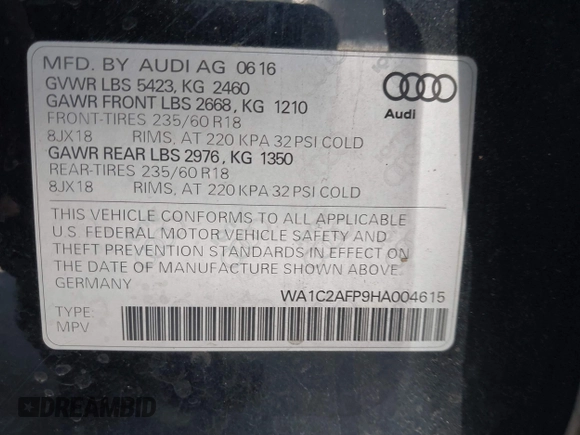 MFD. BY AUDI AG 0616
GVWR LBS 5423, KG 2460
GAWR FRONT LBS 2668, KG 1210
FRONT-TIRES 235/60 R18
8JX18 RIMS, AT 220 KPA 32 PSI COLD
GAWR REAR LBS 2976, KG 1350
REAR-TIRES 235/60 R18
8JX18 RIMS, AT 220 KPA 32 PSI COLD
Audi
THIS VEHICLE CONFORMS TO ALL APPLICABLE
U.S. FEDERAL MOTOR VEHICLE SAFETY AND
THEFT PREVENTION STANDARDS IN EFFECT ON
THE DATE OF MANUFACTURE SHOWN ABOVE.
GERMANY
WA1C2AFP9HA004615
TYPE:
MPV
DREAMBID